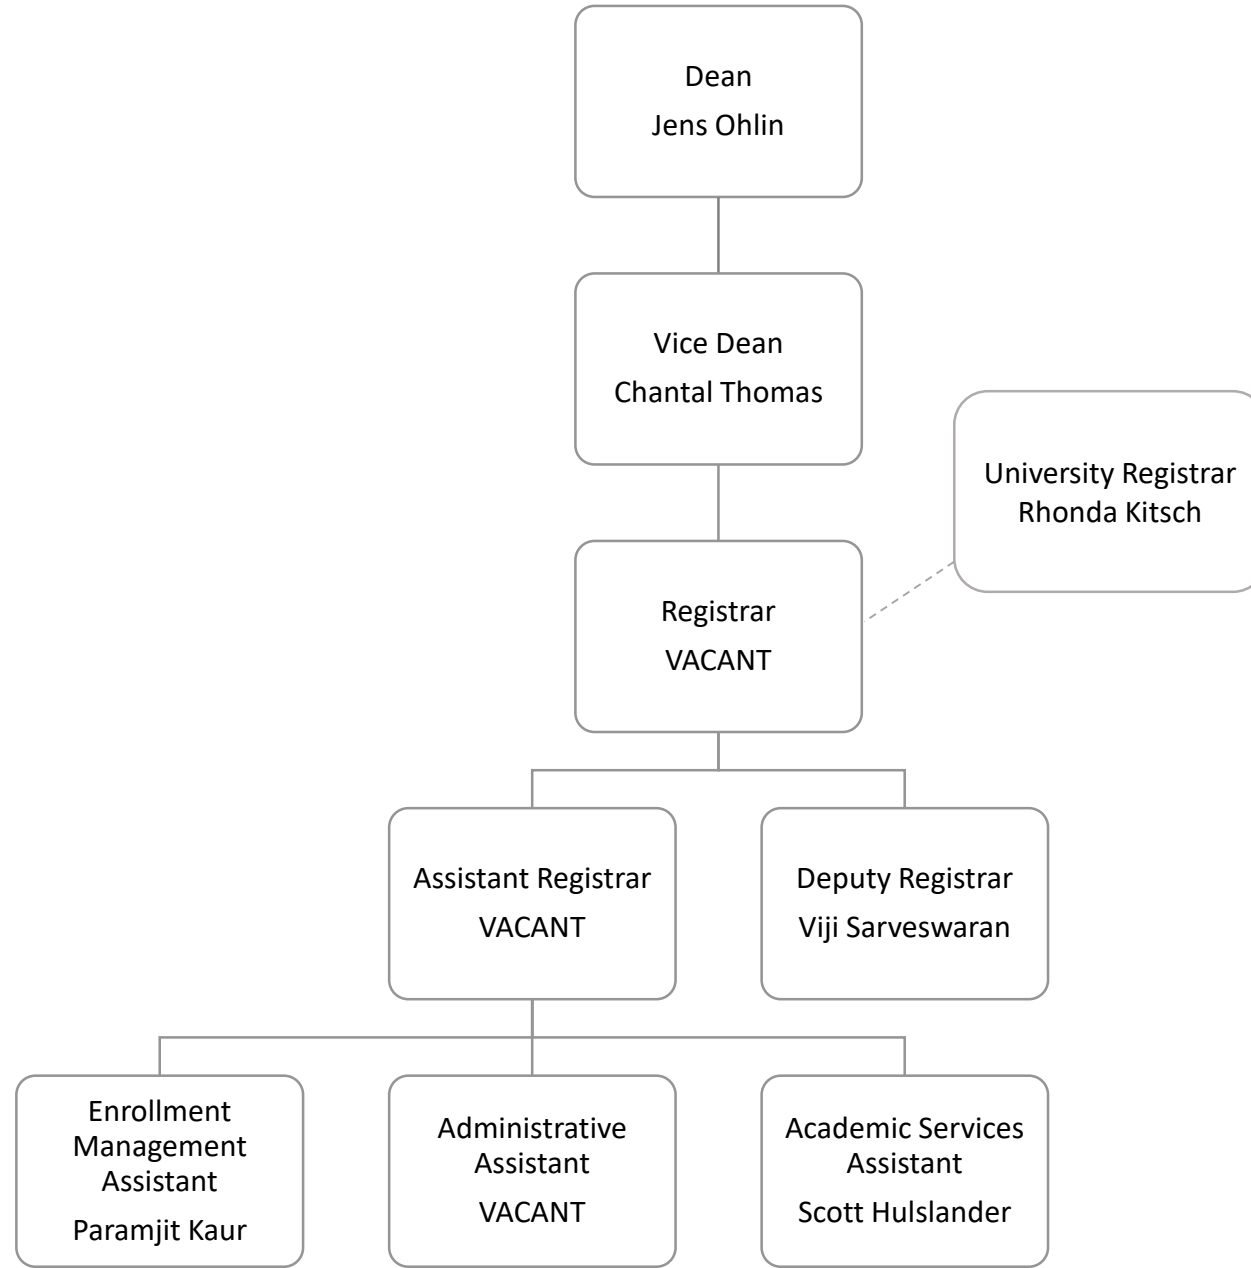 Dean
Jens Ohlin
Vice Dean
Chantal Thomas
University Registrar
Rhonda Kitsch
Registrar
VACANT
Assistant Registrar
VACANT
Deputy Registrar
Viji Sarveswaran
Enrollment
Management
Assistant
Paramjit Kaur
Administrative
Assistant
VACANT
Academic Services
Assistant
Scott Hulslander